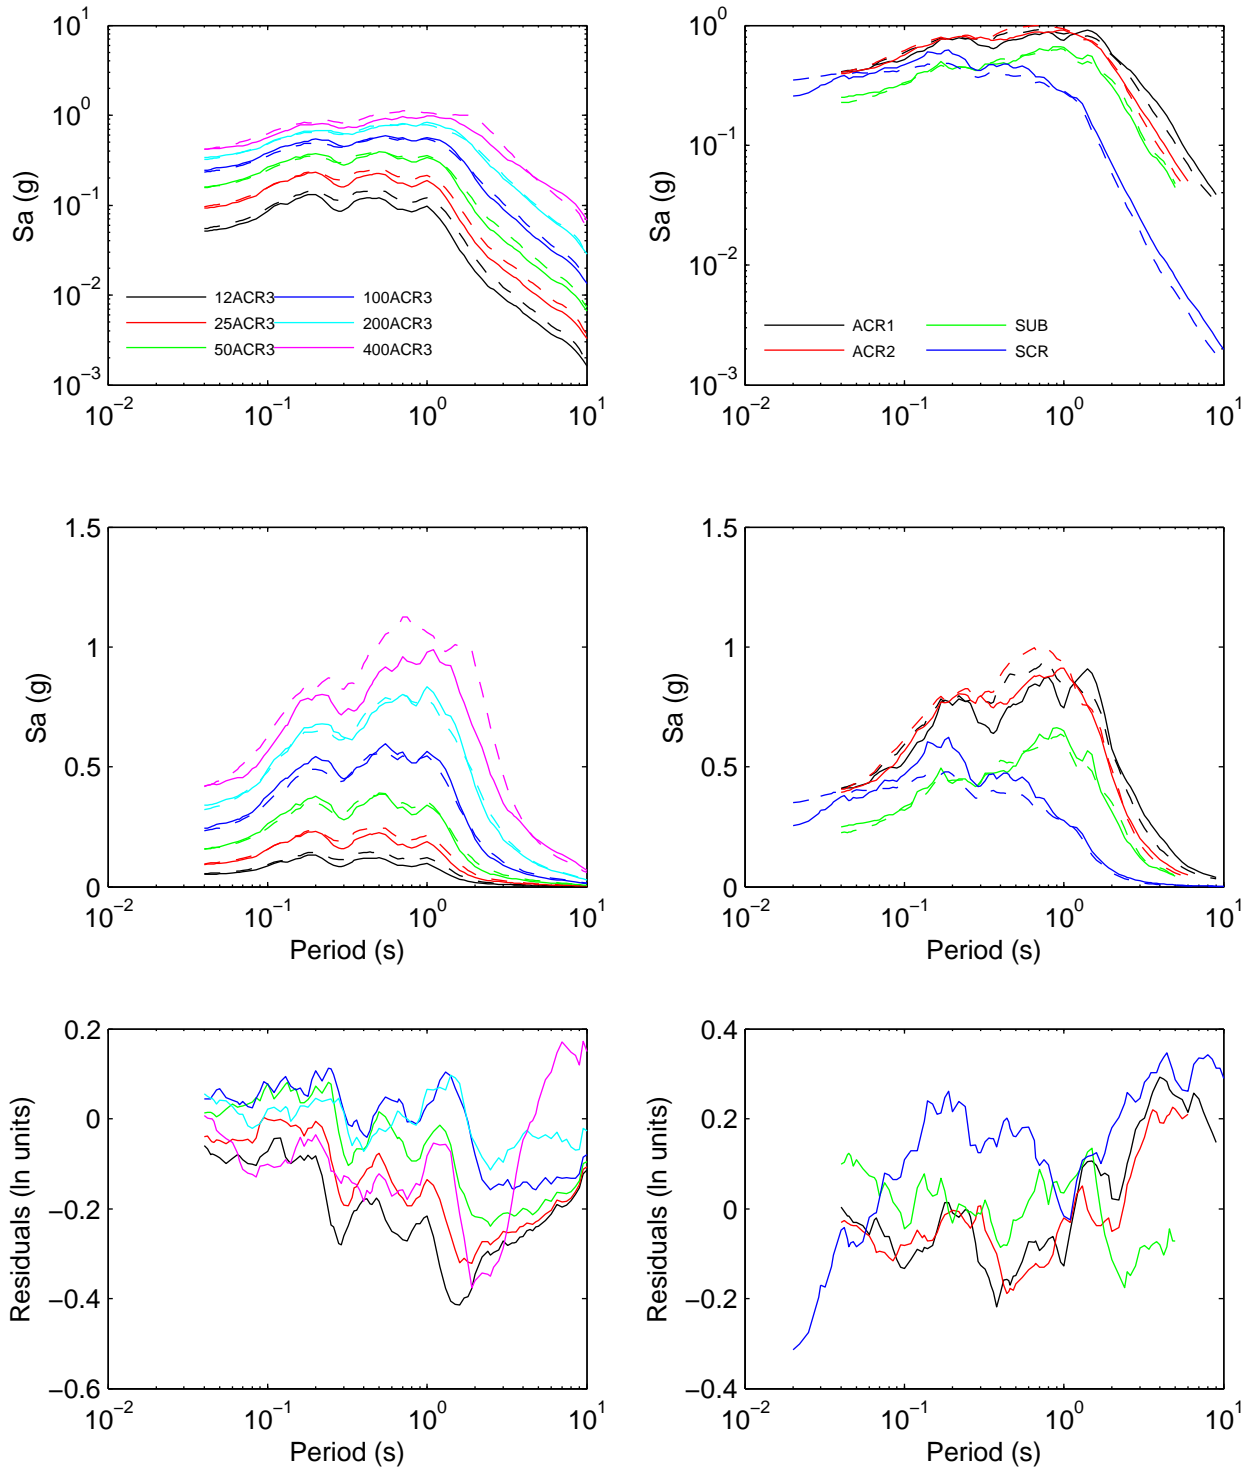 10^1
10^0
10^−1
10^−2
10^−3
Sa (g)
12ACR3
25ACR3
50ACR3
100ACR3
200ACR3
400ACR3
10^−2 10^−1 10^0 10^1
10^0
10^−1
10^−2
10^−3
Sa (g)
ACR1
ACR2
SUB
SCR
10^−2 10^−1 10^0 10^1
1.5
1
0.5
0
Sa (g)
10^−2 10^−1 10^0 10^1
Period (s)
1.5
1
0.5
0
Sa (g)
10^−2 10^−1 10^0 10^1
Period (s)
0.2
0
−0.2
−0.4
−0.6
Residuals (ln units)
10^−2 10^−1 10^0 10^1
Period (s)
0.4
0.2
0
−0.2
−0.4
Residuals (ln units)
10^−2 10^−1 10^0 10^1
Period (s)